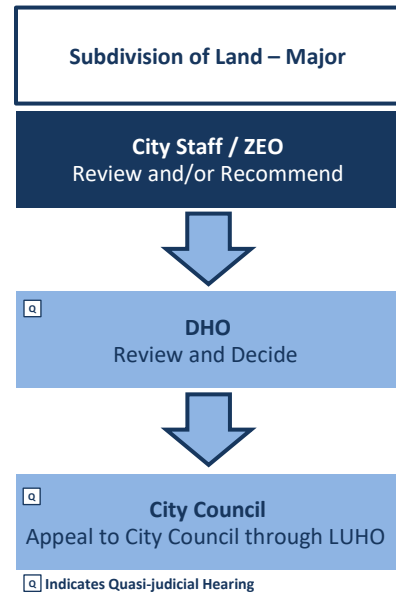 Subdivision of Land – Major
City Staff / ZEO
Review and/or Recommend
Q
DHO
Review and Decide
Q
City Council
Appeal to City Council through LUHO
Q Indicates Quasi-judicial Hearing